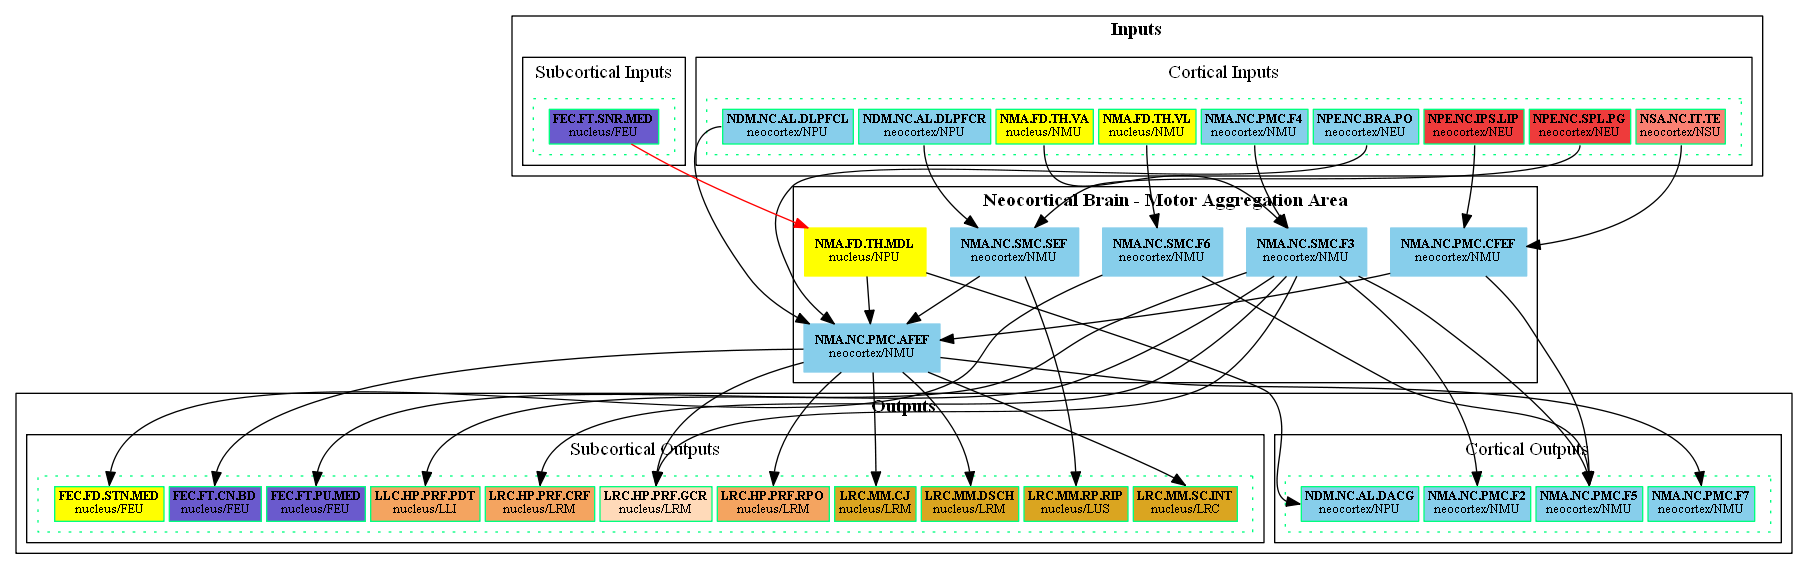 Inputs
Subcortical Inputs
Cortical Inputs
FEC.FT.SNR.MED
nucleus/FEU
NDM.NC.AL.DLPFCL
neocortex/NPU
NDM.NC.AL.DLPFCR
neocortex/NPU
NMA.FD.TH.VA
nucleus/NMU
NMA.FD.TH.VL
nucleus/NMU
NMA.NC.PMC.F4
neocortex/NMU
NPE.NC.BRA.PO
neocortex/NEU
NPE.NC.IPS.LIP
neocortex/NEU
NPE.NC.SPL.PG
neocortex/NEU
NSA.NC.IT.TE
neocortex/NSU
Neocortical Brain - Motor Aggregation Area
NMA.FD.TH.MDL
nucleus/NPU
NMA.NC.SMC.SEF
neocortex/NMU
NMA.NC.SMC.F6
neocortex/NMU
NMA.NC.SMC.F3
neocortex/NMU
NMA.NC.PMC.CFEF
neocortex/NMU
NMA.NC.PMC.AFEF
neocortex/NMU
Outputs
Subcortical Outputs
Cortical Outputs
FEC.FD.STN.MED
nucleus/FEU
FEC.FT.CN.BD
nucleus/FEU
FEC.FT.PU.MED
nucleus/FEU
LLC.HP.PRF.PDT
nucleus/LLI
LRC.HP.PRF.CRF
nucleus/LRM
LRC.HP.PRF.GCR
nucleus/LRM
LRC.HP.PRF.RPO
nucleus/LRM
LRC.MM.CJ
nucleus/LRM
LRC.MM.DSCH
nucleus/LRM
LRC.MM.RP.RIP
nucleus/LUS
LRC.MM.SC.INT
nucleus/LRC
NDM.NC.AL.DACG
neocortex/NPU
NMA.NC.PMC.F2
neocortex/NMU
NMA.NC.PMC.F5
neocortex/NMU
NMA.NC.PMC.F7
neocortex/NMU